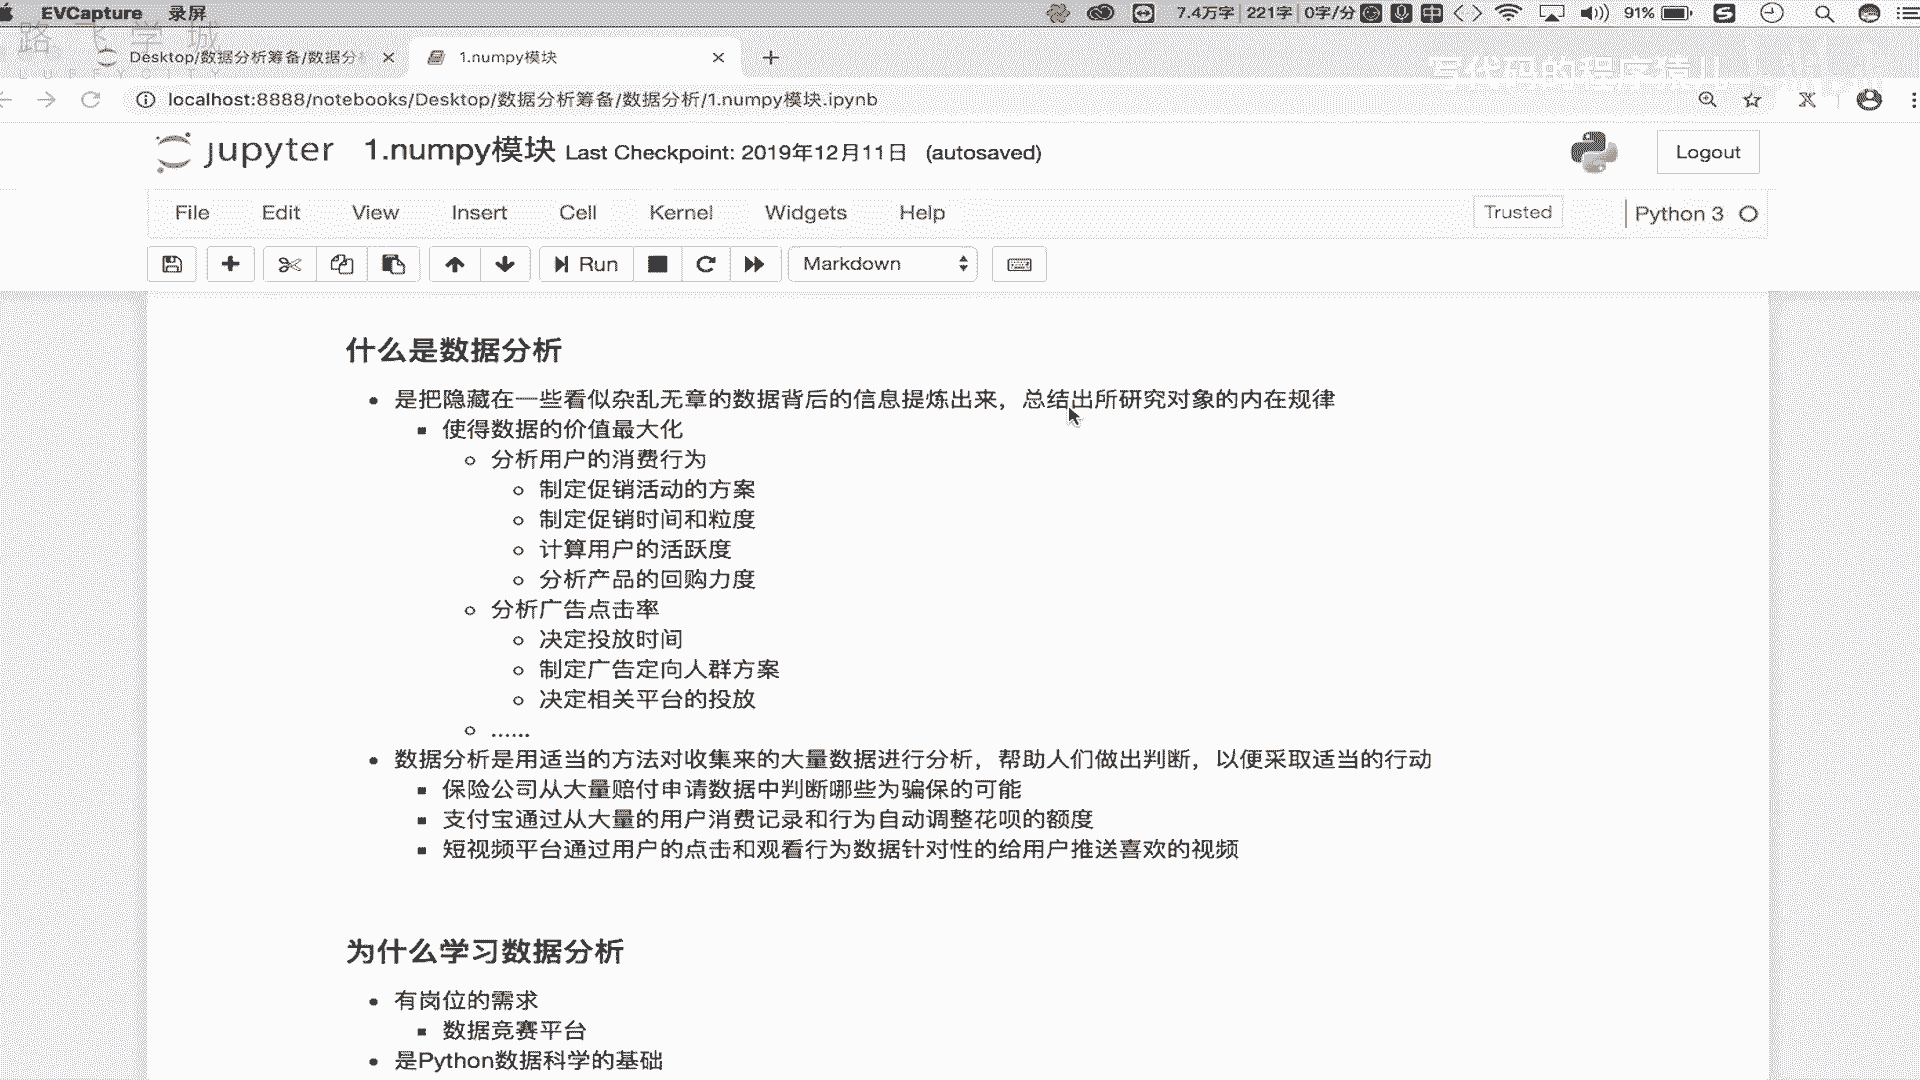 EVCapture 录屏
7.4万字 221字 0字/分 中 91%
路飞学城
LUFFYCITY
Desktop/数据分析筹备/数据分
1.numpy模块
写代码的程序猿儿
localhost:8888/notebooks/Desktop/数据分析筹备/数据分析/1.numpy模块.ipynb
jupyter 1.numpy模块 Last Checkpoint: 2019年12月11日 (autosaved)
Logout
File Edit View Insert Cell Kernel Widgets Help
Trusted
Python 3
Run
Markdown
什么是数据分析
是把隐藏在一些看似杂乱无章的数据背后的信息提炼出来，总结出所研究对象的内在规律
使得数据的价值最大化
分析用户的消费行为
制定促销活动的方案
制定促销时间和粒度
计算用户的活跃度
分析产品的回购力度
分析广告点击率
决定投放时间
制定广告定向人群方案
决定相关平台的投放
......
数据分析是用适当的方法对收集来的大量数据进行分析，帮助人们做出判断，以便采取适当的行动
保险公司从大量赔付申请数据中判断哪些为骗保的可能
支付宝通过从大量的用户消费记录和行为自动调整花呗的额度
短视频平台通过用户的点击和观看行为数据针对性的给用户推送喜欢的视频
为什么学习数据分析
有岗位的需求
数据竞赛平台
是Python数据科学的基础